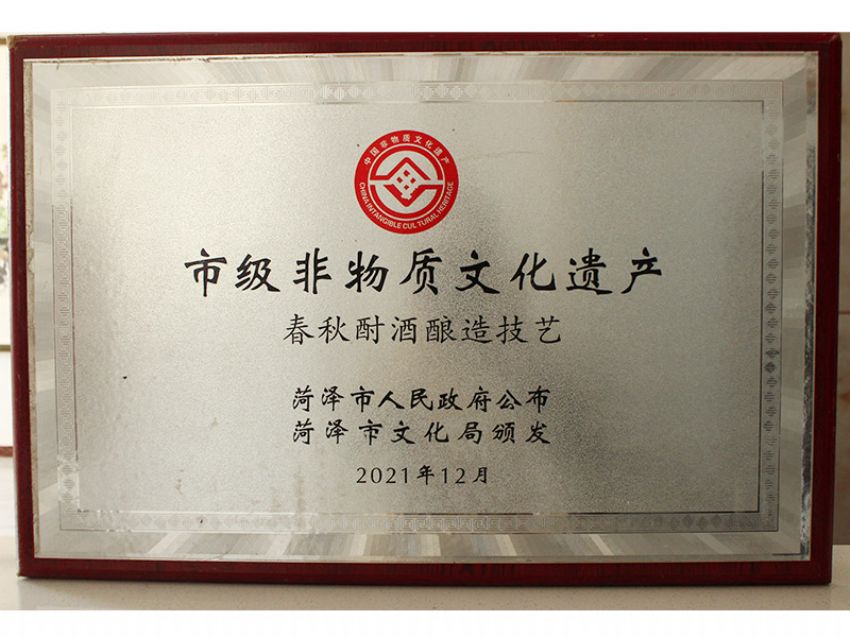 中国非物质文化遗产
CHINA INTANGIBLE CULTURAL HERITAGE
市级非物质文化遗产
春秋酎酒酿造技艺
菏泽市人民政府公布
菏泽市文化局颁发
2021年12月